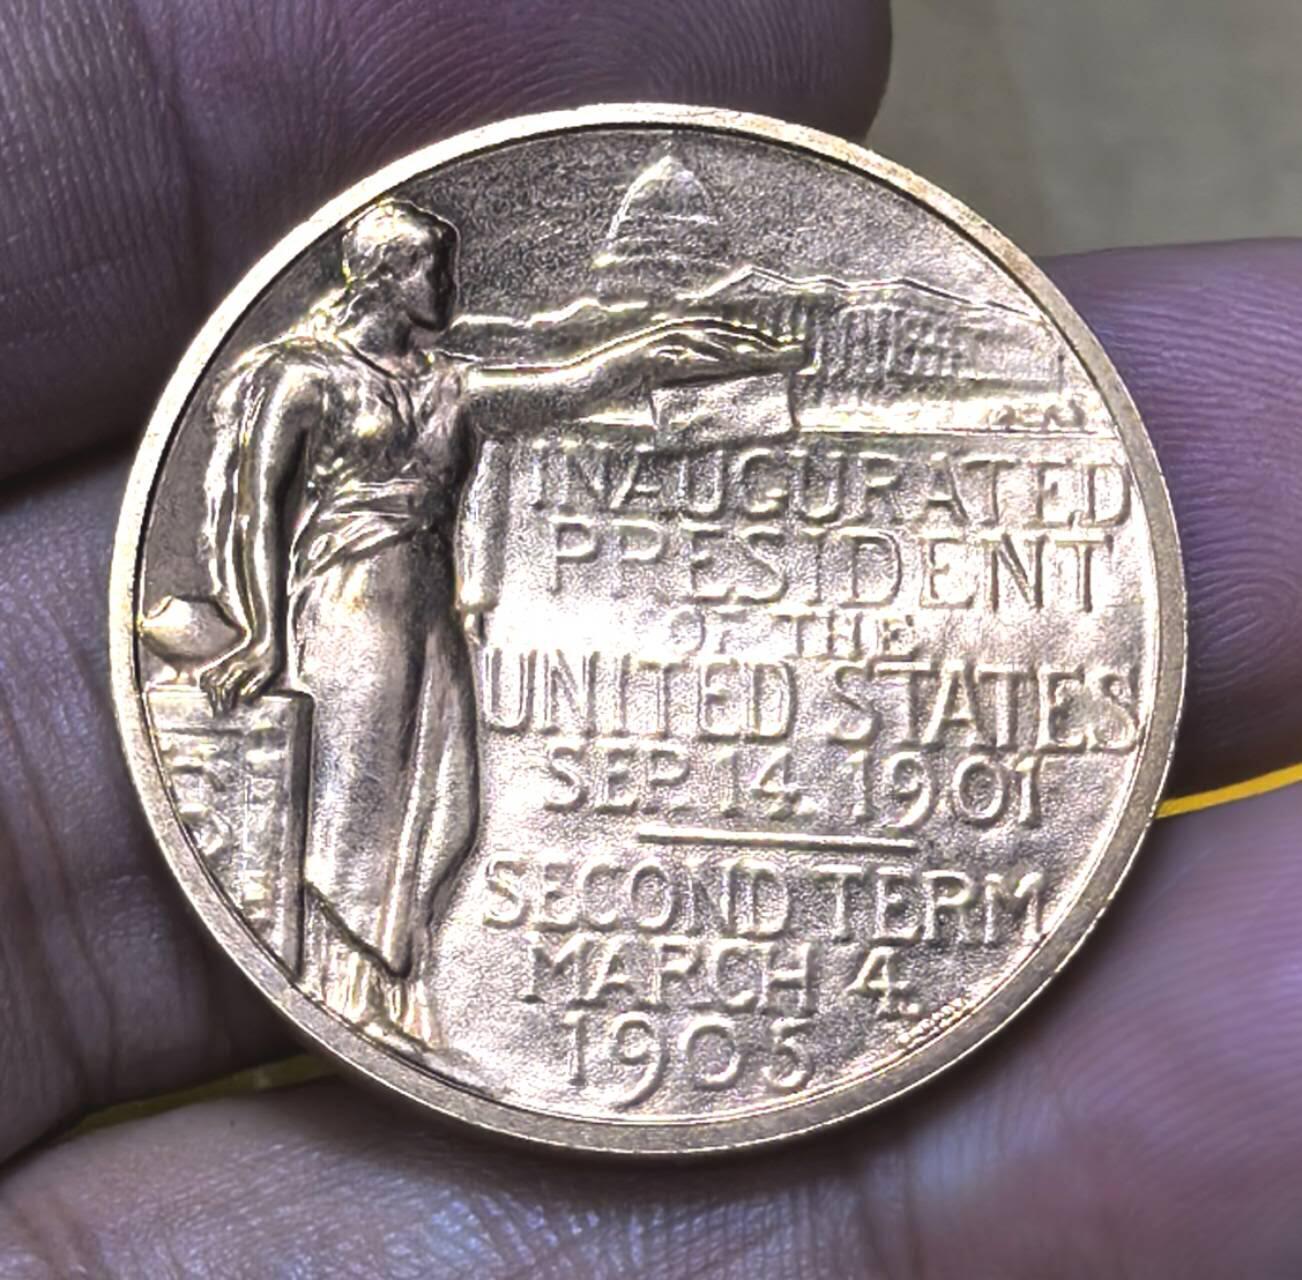 INAUGURATED
PRESIDENT
OF THE
UNITED STATES
SEP. 14. 1901
SECOND TERM
MARCH 4.
1905